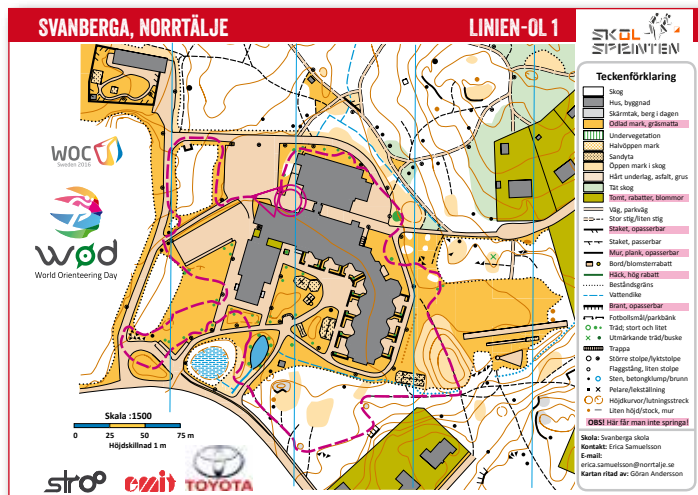 SVANBERGA, NORRTÄLJE
LINIEN-OL 1
SKOL
SPRINTEN
WOC
Sweden 2016
wod
World Orienteering Day
Skala :1500
0 25 50 75 m
Höjdskillnad 1 m
emit
TOYOTA
Teckenförklaring
Skog
Hus, byggnad
Skärmtak, berg i dagen
Odlad mark, gräsmatta
Undervegetation
Halvöppen mark
Sandyta
Öppen mark i skog
Hårt underlag, asfalt, grus
Tät skog
Tomt, rabatter, blommor
Väg, parkväg
Stor stig/liten stig
Staket, opasserbar
Staket, passerbar
Mur, plank, opasserbar
Bord/blomsterrabatt
Häck, hög rabatt
Beståndsgräns
Vattendike
Brant, opasserbar
Fotbollsmål/parkbänk
Träd; stort och litet
Utmärkande träd/buske
Trappa
Större stolpe/lyktstolpe
Flaggstång, liten stolpe
Sten, betongklump/brunn
Pelare/lekställning
Höjdkurvor/lutningsstreck
Liten höjd/stock, mur
OBS! Här får man inte springa!
Skola: Svanberga skola
Kontakt: Erica Samuelsson
E-mail:
erica.samuelsson@norrtalje.se
Kartan ritad av: Göran Andersson